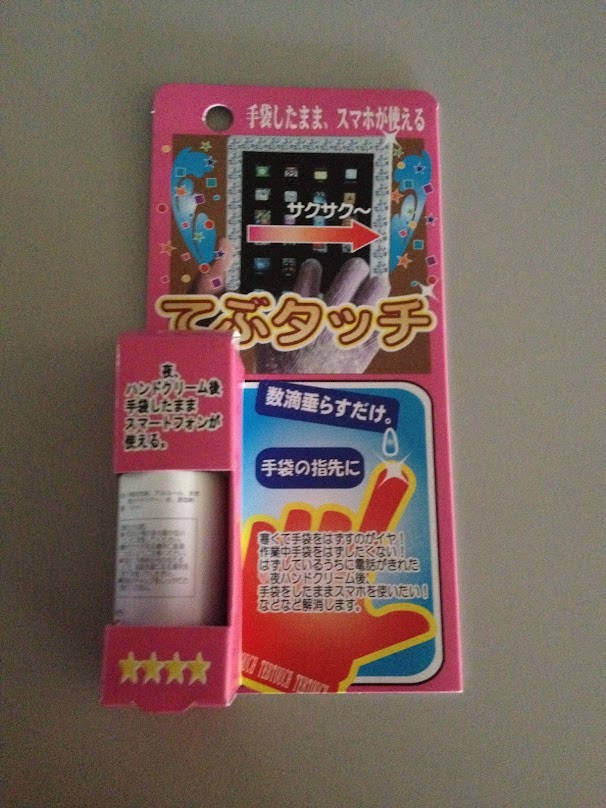 手袋したまま、スマホが使える
サクサク～
てぶタッチ
夜、
ハンドクリーム後
手袋したまま
スマートフォンが
使える。
数滴垂らすだけ。
手袋の指先に
寒くて手袋をはずすのがイヤ！
作業中手袋をはずしたくない！
はずしているうちに電話がきれた
夜ハンドクリーム後、
手袋をしたままスマホを使いたい！
などなど解消します。
TEBTOUCH TEBTOUCH